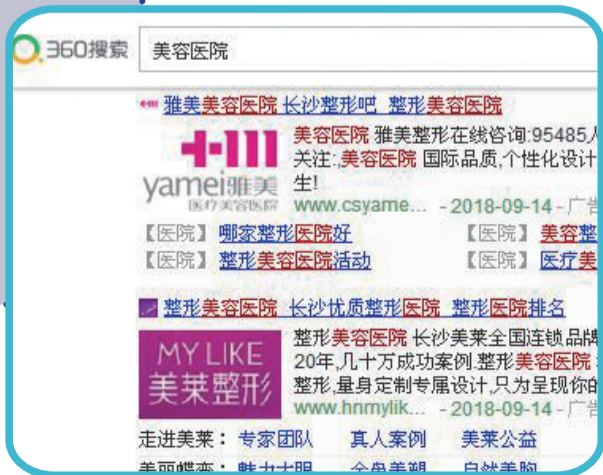 360搜索 美容医院
雅美美容医院 长沙整形吧 整形美容医院
美容医院 雅美整形在线咨询:95485人
关注:,美容医院 国际品质,个性化设计
生!
yamei雅美
医疗美容医院
www.csyame... - 2018-09-14 - 广告
【医院】 哪家整形医院好 【医院】 美容整
【医院】 整形美容医院活动 【医院】 医疗美
整形美容医院 长沙优质整形医院 整形医院排名
MY LIKE
美莱整形
整形美容医院 长沙美莱全国连锁品牌
20年,几十万成功案例.整形美容医院
整形,量身定制专属设计,只为呈现你的
www.hnmylik... - 2018-09-14 - 广告
走进美莱: 专家团队 真人案例 美莱公益